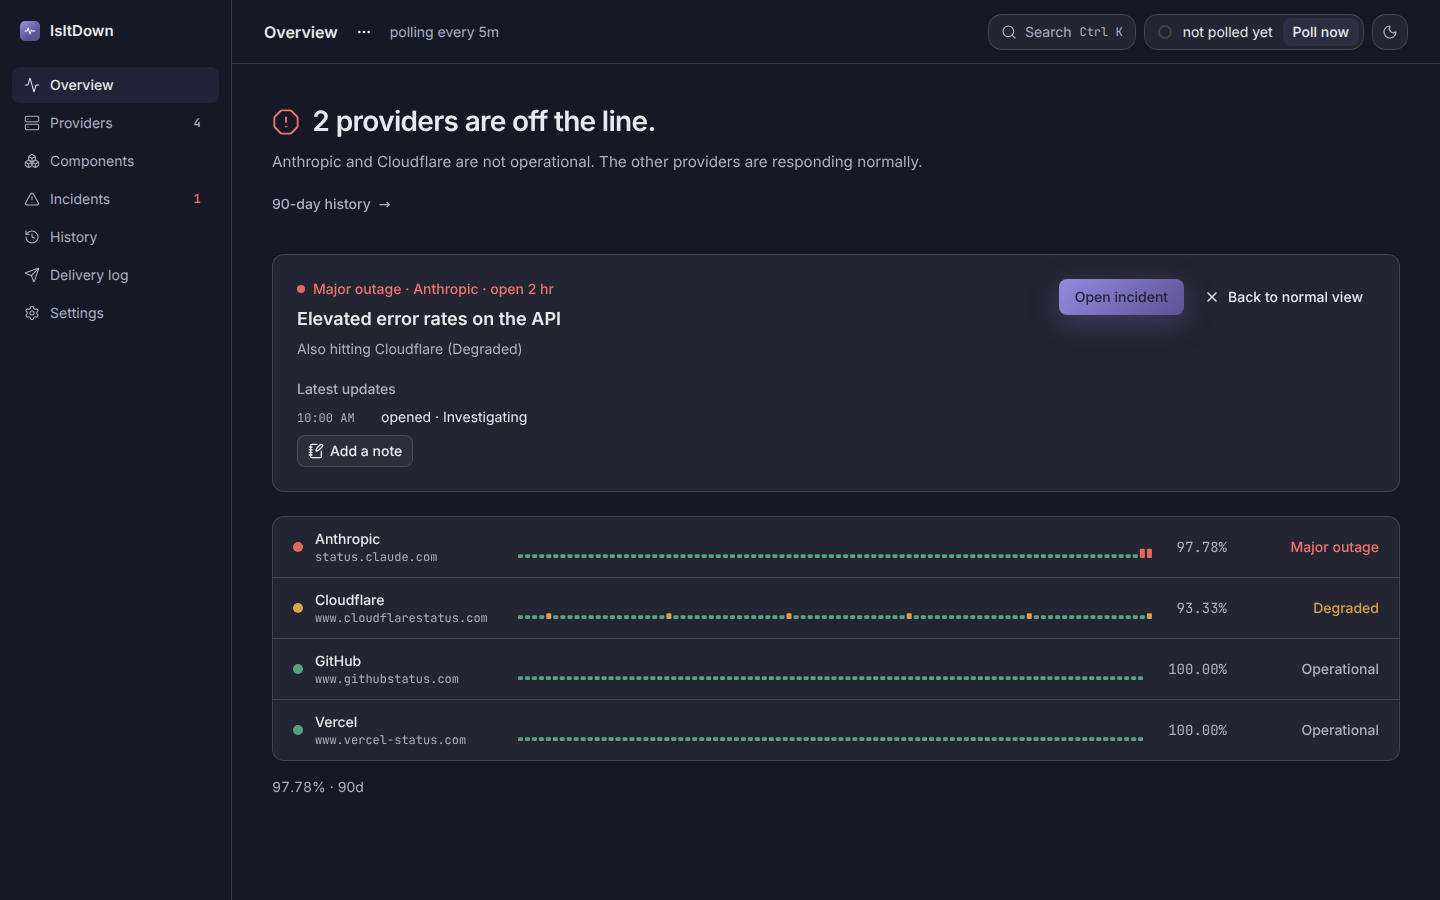 IsItDown
Overview
Providers 4
Components
Incidents 1
History
Delivery log
Settings
Overview ··· polling every 5m
Search Ctrl K
not polled yet Poll now
2 providers are off the line.
Anthropic and Cloudflare are not operational. The other providers are responding normally.
90-day history →
Major outage · Anthropic · open 2 hr
Open incident
Back to normal view
Elevated error rates on the API
Also hitting Cloudflare (Degraded)
Latest updates
10:00 AM opened · Investigating
Add a note
Anthropic
status.claude.com
97.78% Major outage
Cloudflare
www.cloudflarestatus.com
93.33% Degraded
GitHub
www.githubstatus.com
100.00% Operational
Vercel
www.vercel-status.com
100.00% Operational
97.78% · 90d